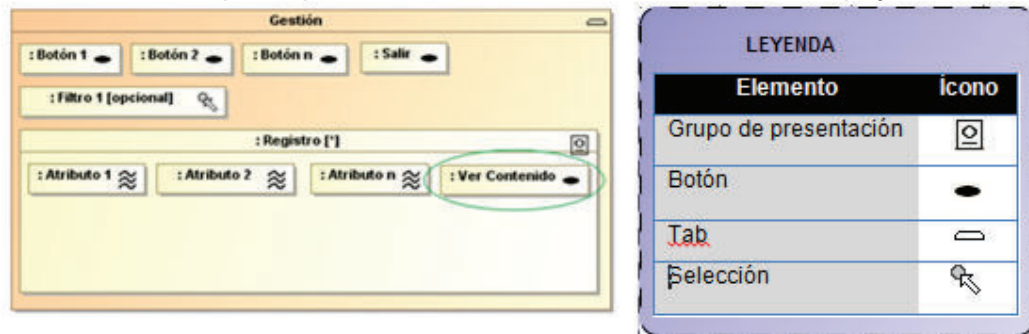 Gestión
: Botón 1
: Botón 2
: Botón n
: Salir
: Filtro 1 [opcional]
: Registro [*]
: Atributo 1
: Atributo 2
: Atributo n
: Ver Contenido
LEYENDA
Elemento Ícono
Grupo de presentación
Botón
Tab
Selección